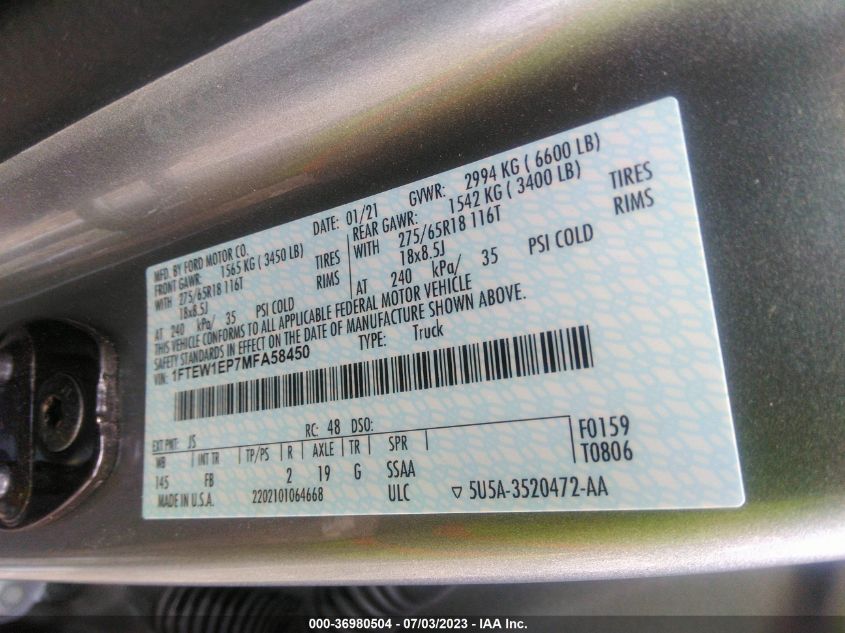 MFD. BY FORD MOTOR CO.
DATE: 01/21
GVWR: 2994 KG ( 6600 LB)
FRONT GAWR: 1565 KG ( 3450 LB)
REAR GAWR: 1542 KG ( 3400 LB)
WITH 275/65R18 116T TIRES
WITH 275/65R18 116T TIRES
18x8.5J RIMS
18x8.5J RIMS
AT 240 kPa/ 35 PSI COLD
AT 240 kPa/ 35 PSI COLD
THIS VEHICLE CONFORMS TO ALL APPLICABLE FEDERAL MOTOR VEHICLE
SAFETY STANDARDS IN EFFECT ON THE DATE OF MANUFACTURE SHOWN ABOVE.
VIN: 1FTEW1EP7MFA58450
TYPE: Truck
EXT PNT: JS RC: 48 DSO:
WB INT TR TP/PS R AXLE TR SPR
145 FB 2 19 G SSAA
F0159
T0806
MADE IN U.S.A. 2202101064668 ULC ▽ 5U5A-3520472-AA
000-36980504 | 07/03/2023 - IAA Inc.